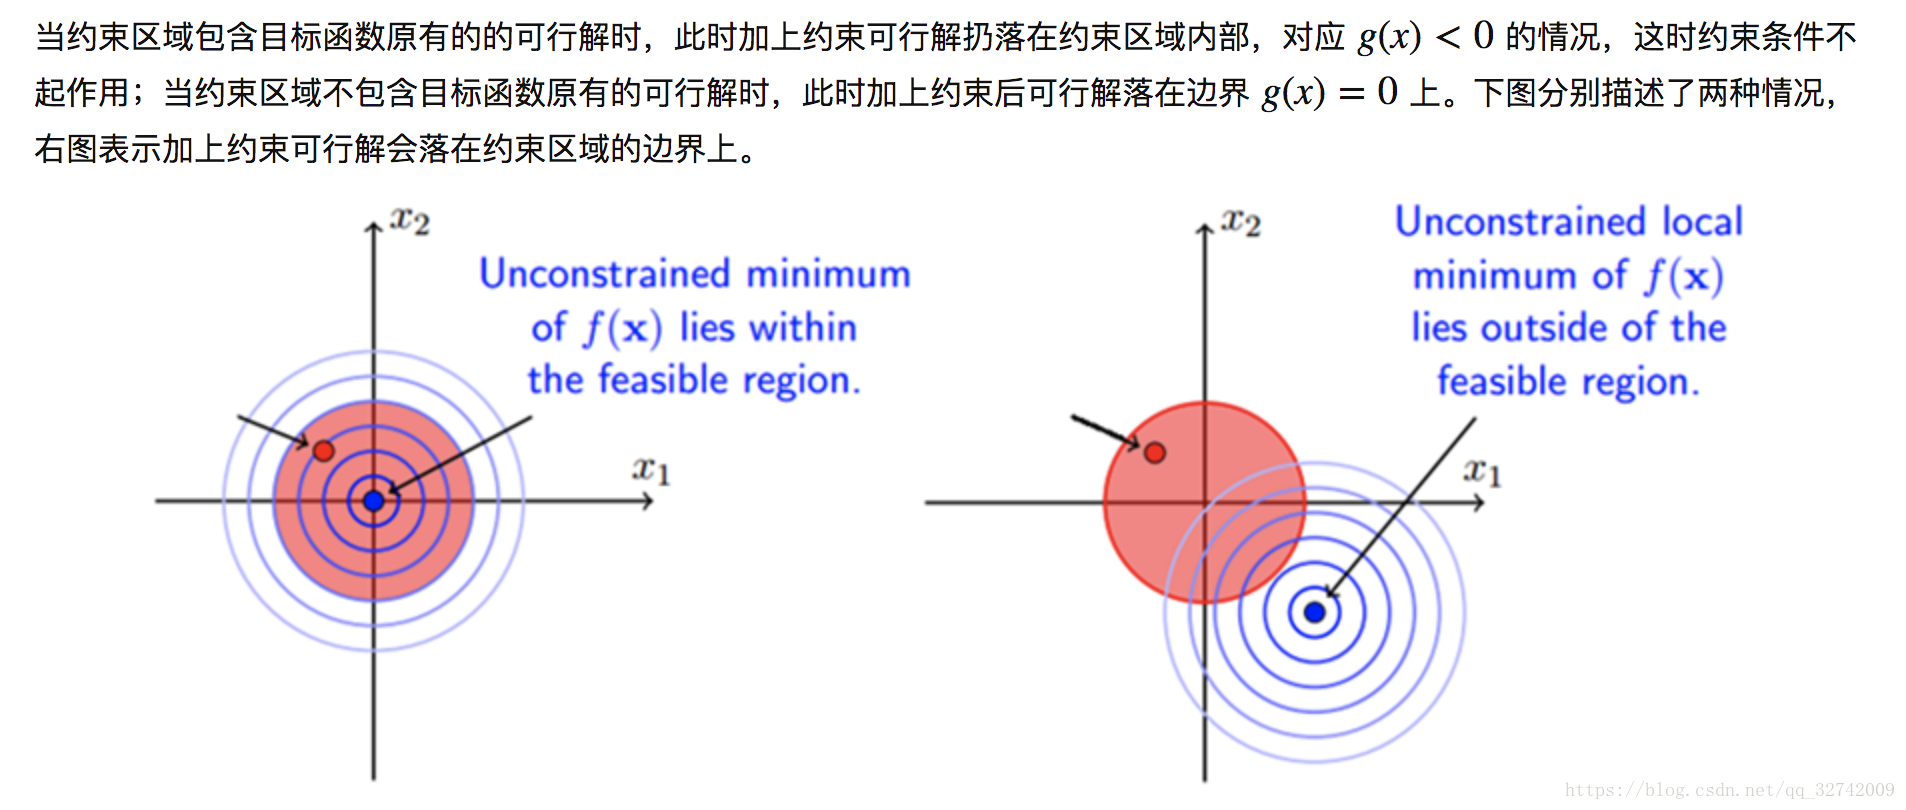 当约束区域包含目标函数原有的的可行解时，此时加上约束可行解扔落在约束区域内部，对应 g(x) < 0 的情况，这时约束条件不
起作用；当约束区域不包含目标函数原有的可行解时，此时加上约束后可行解落在边界 g(x) = 0 上。下图分别描述了两种情况，
右图表示加上约束可行解会落在约束区域的边界上。
x₂
Unconstrained minimum
of f(x) lies within
the feasible region.
x₁
x₂
Unconstrained local
minimum of f(x)
lies outside of the
feasible region.
x₁
https://blog.csdn.net/qq_32742009